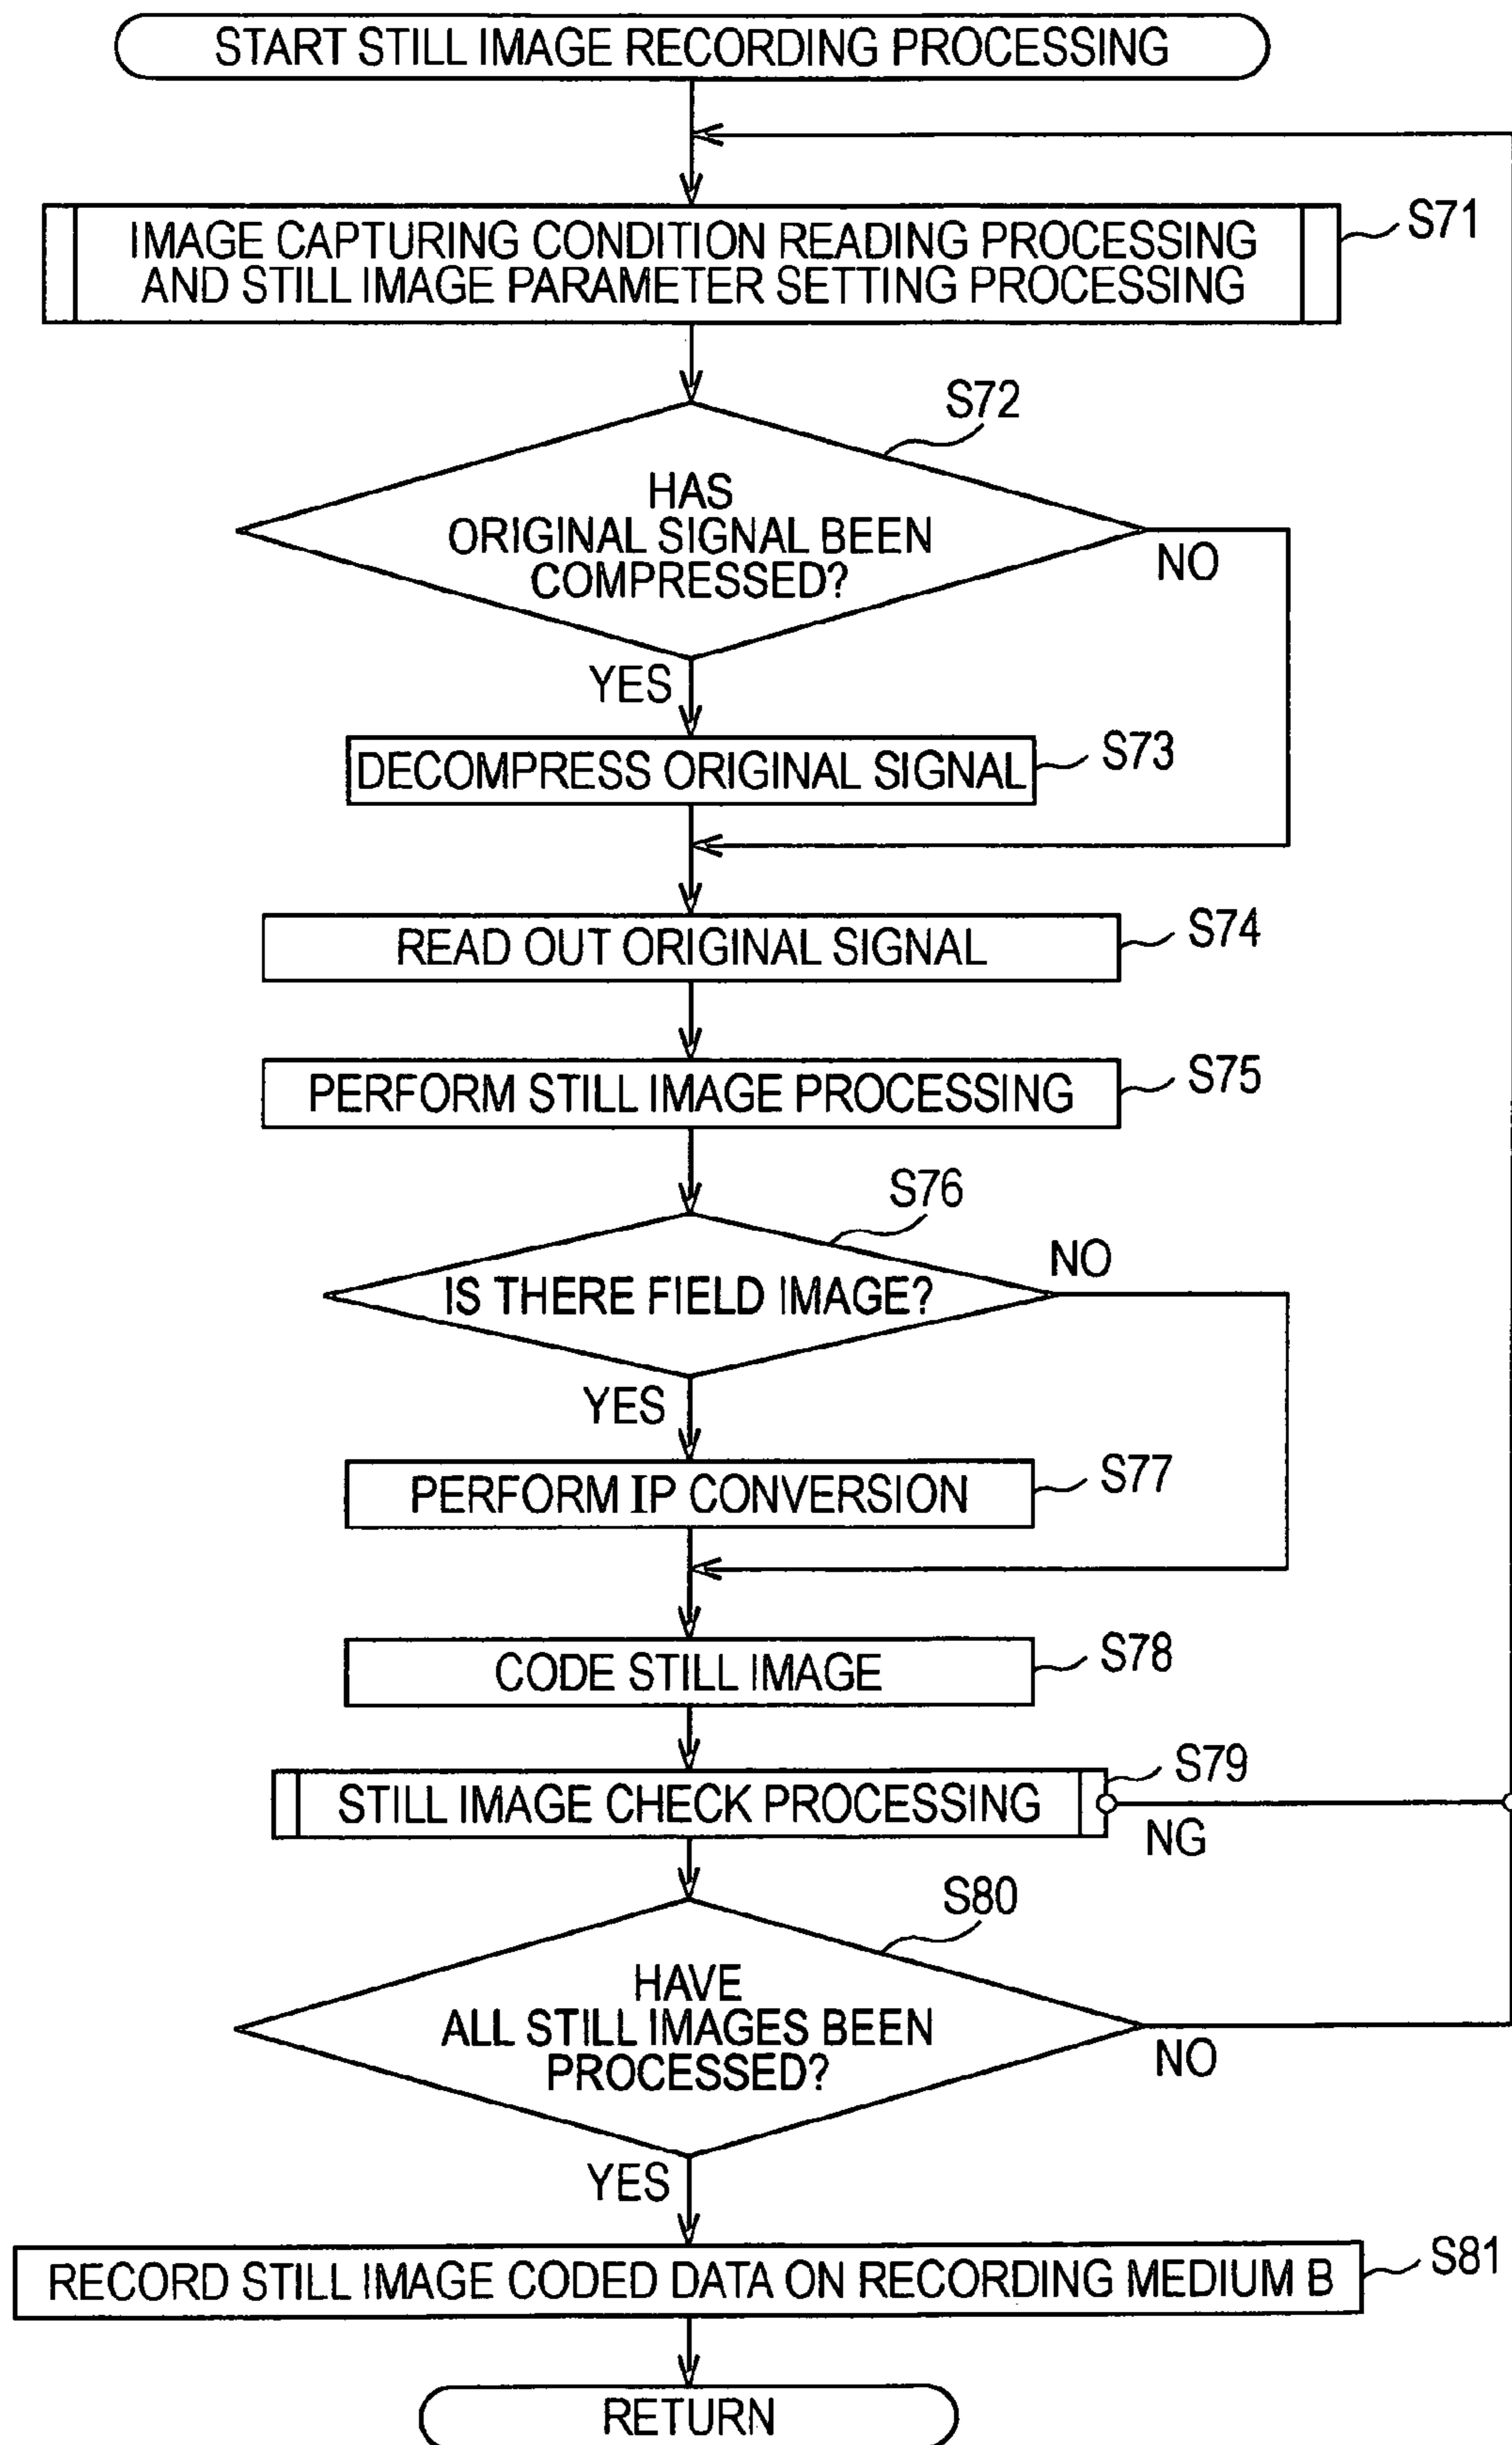 START STILL IMAGE RECORDING PROCESSING
IMAGE CAPTURING CONDITION READING PROCESSING
AND STILL IMAGE PARAMETER SETTING PROCESSING
S71
S72
HAS
ORIGINAL SIGNAL BEEN
COMPRESSED?
NO
YES
DECOMPRESS ORIGINAL SIGNAL
S73
READ OUT ORIGINAL SIGNAL
S74
PERFORM STILL IMAGE PROCESSING
S75
S76
IS THERE FIELD IMAGE?
NO
YES
PERFORM IP CONVERSION
S77
CODE STILL IMAGE
S78
STILL IMAGE CHECK PROCESSING
S79
NG
S80
HAVE
ALL STILL IMAGES BEEN
PROCESSED?
NO
YES
RECORD STILL IMAGE CODED DATA ON RECORDING MEDIUM B
S81
RETURN